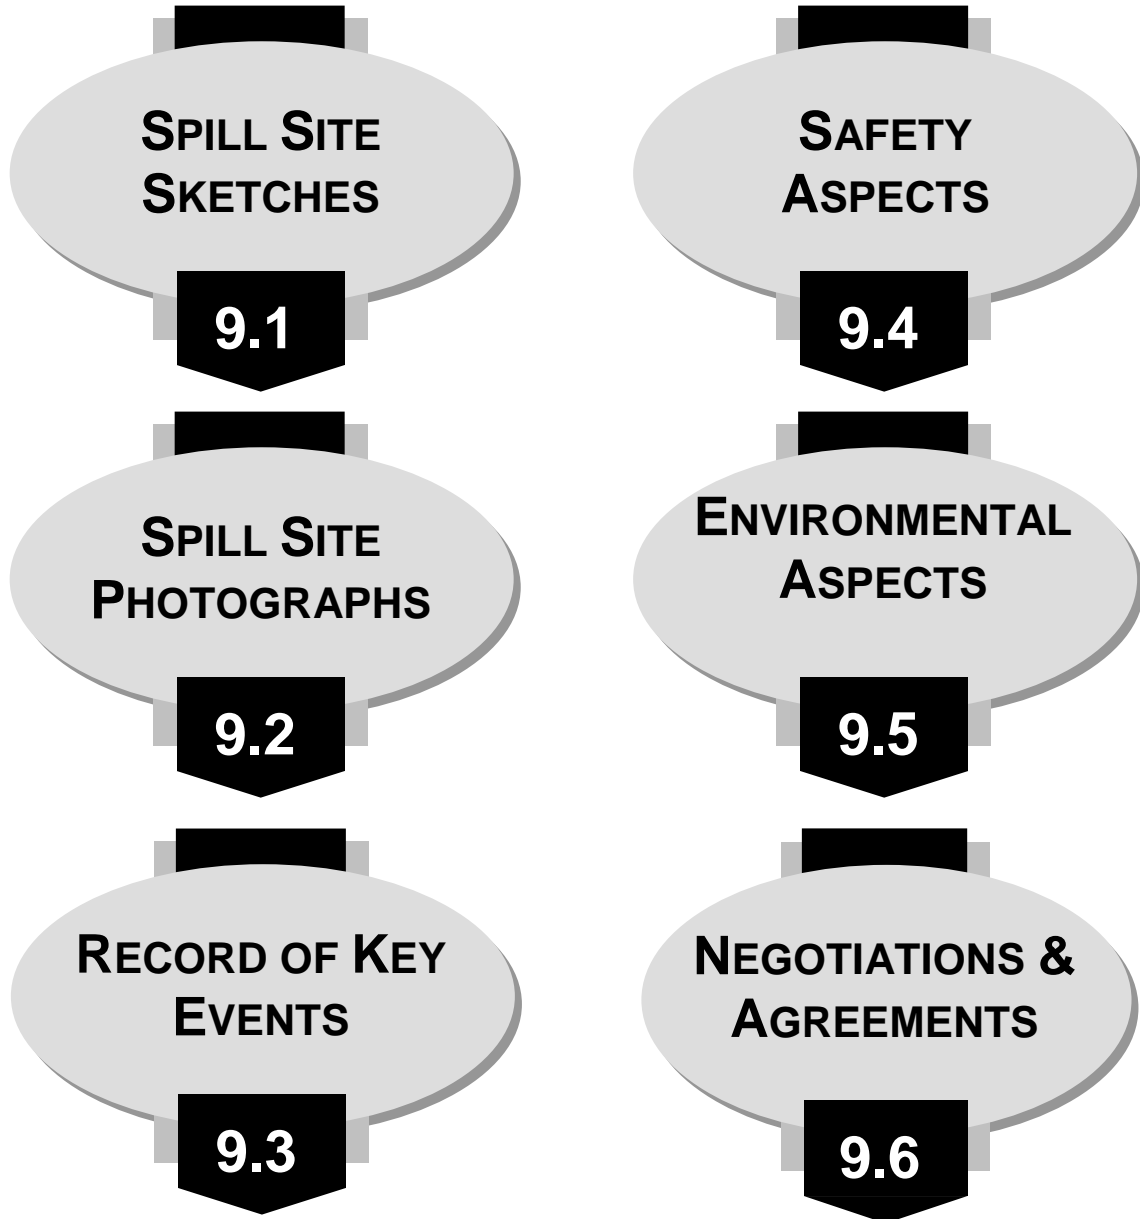 SPILL SITE
SKETCHES
9.1
SPILL SITE
PHOTOGRAPHS
9.2
RECORD OF KEY
EVENTS
9.3
SAFETY
ASPECTS
9.4
ENVIRONMENTAL
ASPECTS
9.5
NEGOTIATIONS &
AGREEMENTS
9.6